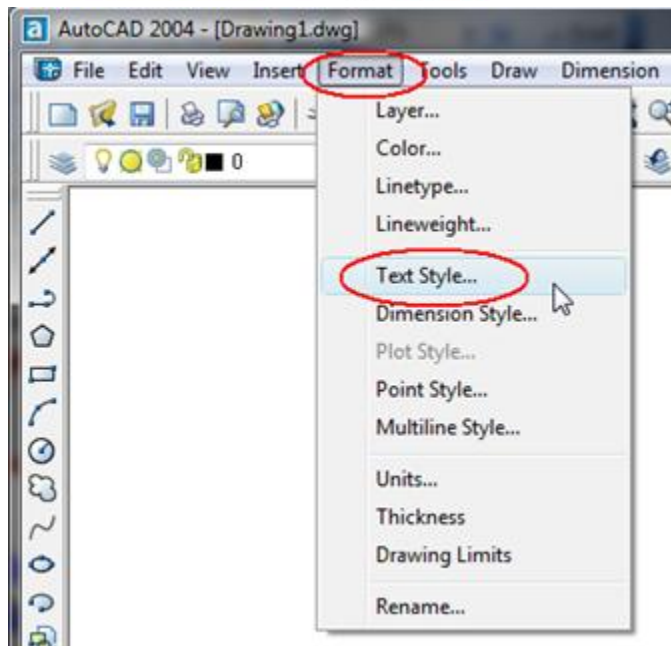 AutoCAD 2004 - [Drawing1.dwg]
File Edit View Insert Format Tools Draw Dimension
Layer...
0 Color...
Linetype...
Lineweight...
Text Style...
Dimension Style...
Plot Style...
Point Style...
Multiline Style...
Units...
Thickness
Drawing Limits
Rename...